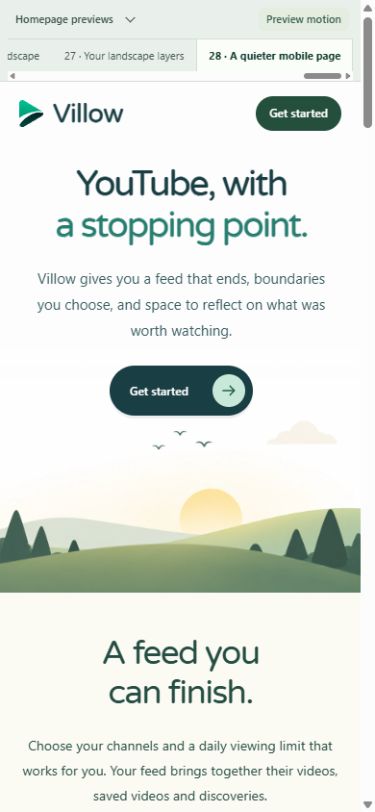 Homepage previews
Preview motion
dscape
27 · Your landscape layers
28 · A quieter mobile page
Villow
Get started
YouTube, with
a stopping point.
Villow gives you a feed that ends, boundaries
you choose, and space to reflect on what was
worth watching.
Get started
A feed you
can finish.
Choose your channels and a daily viewing limit that
works for you. Your feed brings together their videos,
saved videos and discoveries.